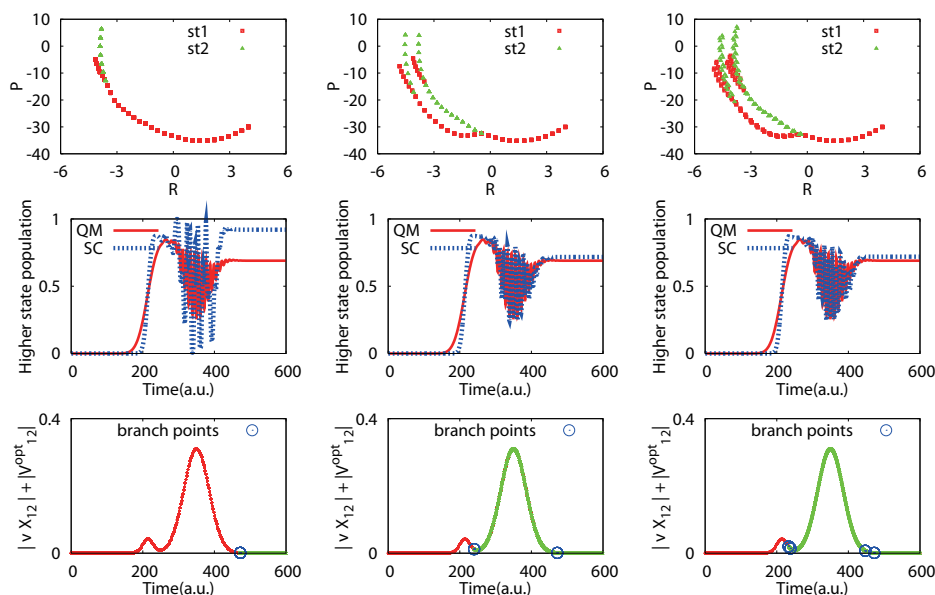 10
0
-10
-20
-30
-40
P
-6 -3 0 3 6
R
st1
st2
10
0
-10
-20
-30
-40
P
-6 -3 0 3 6
R
st1
st2
10
0
-10
-20
-30
-40
P
-6 -3 0 3 6
R
st1
st2
1
0.5
0
Higher state population
QM
SC
0 200 400 600
Time(a.u.)
1
0.5
0
Higher state population
QM
SC
0 200 400 600
Time(a.u.)
1
0.5
0
Higher state population
QM
SC
0 200 400 600
Time(a.u.)
0.4
0
| v X12 | + |V^opt_12|
branch points
0 200 400 600
Time(a.u.)
0.4
0
| v X12 | + |V^opt_12|
branch points
0 200 400 600
Time(a.u.)
0.4
0
| v X12 | + |V^opt_12|
branch points
0 200 400 600
Time(a.u.)